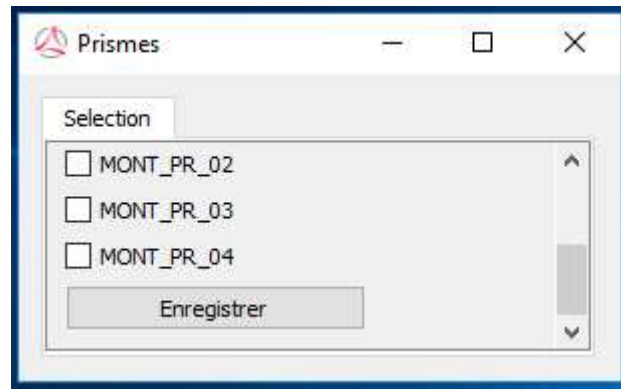 Prismes
Selection
MONT_PR_02
MONT_PR_03
MONT_PR_04
Enregistrer